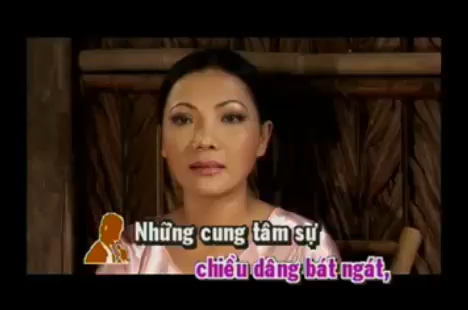 Những cung tâm sự
chiều dâng bát ngát,